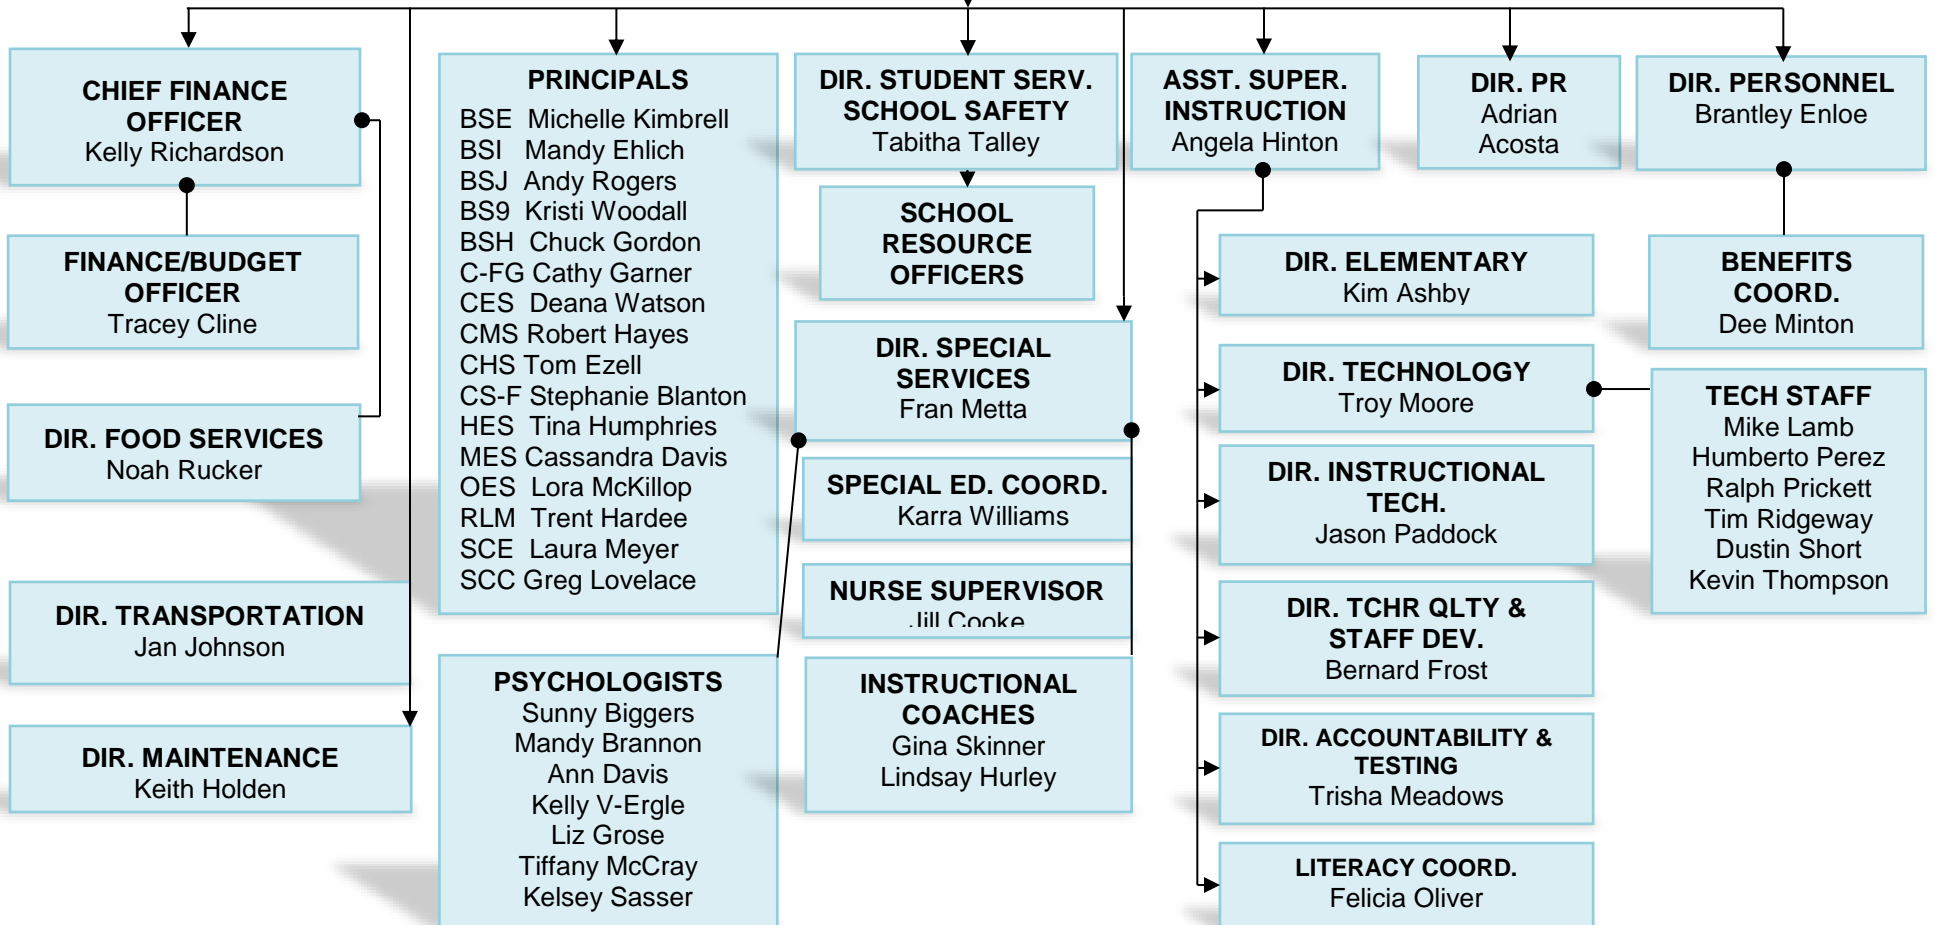 CHIEF FINANCE
OFFICER
Kelly Richardson
FINANCE/BUDGET
OFFICER
Tracey Cline
DIR. FOOD SERVICES
Noah Rucker
DIR. TRANSPORTATION
Jan Johnson
DIR. MAINTENANCE
Keith Holden
PRINCIPALS
BSE Michelle Kimbrell
BSI Mandy Ehlich
BSJ Andy Rogers
BS9 Kristi Woodall
BSH Chuck Gordon
C-FG Cathy Garner
CES Deana Watson
CMS Robert Hayes
CHS Tom Ezell
CS-F Stephanie Blanton
HES Tina Humphries
MES Cassandra Davis
OES Lora McKillop
RLM Trent Hardee
SCE Laura Meyer
SCC Greg Lovelace
PSYCHOLOGISTS
Sunny Biggers
Mandy Brannon
Ann Davis
Kelly V-Ergle
Liz Grose
Tiffany McCray
Kelsey Sasser
DIR. STUDENT SERV.
SCHOOL SAFETY
Tabitha Talley
SCHOOL
RESOURCE
OFFICERS
DIR. SPECIAL
SERVICES
Fran Metta
SPECIAL ED. COORD.
Karra Williams
NURSE SUPERVISOR
Jill Cooke
INSTRUCTIONAL
COACHES
Gina Skinner
Lindsay Hurley
ASST. SUPER.
INSTRUCTION
Angela Hinton
DIR. ELEMENTARY
Kim Ashby
DIR. TECHNOLOGY
Troy Moore
DIR. INSTRUCTIONAL
TECH.
Jason Paddock
DIR. TCHR QLTY &
STAFF DEV.
Bernard Frost
DIR. ACCOUNTABILITY &
TESTING
Trisha Meadows
LITERACY COORD.
Felicia Oliver
DIR. PR
Adrian
Acosta
DIR. PERSONNEL
Brantley Enloe
BENEFITS
COORD.
Dee Minton
TECH STAFF
Mike Lamb
Humberto Perez
Ralph Prickett
Tim Ridgeway
Dustin Short
Kevin Thompson